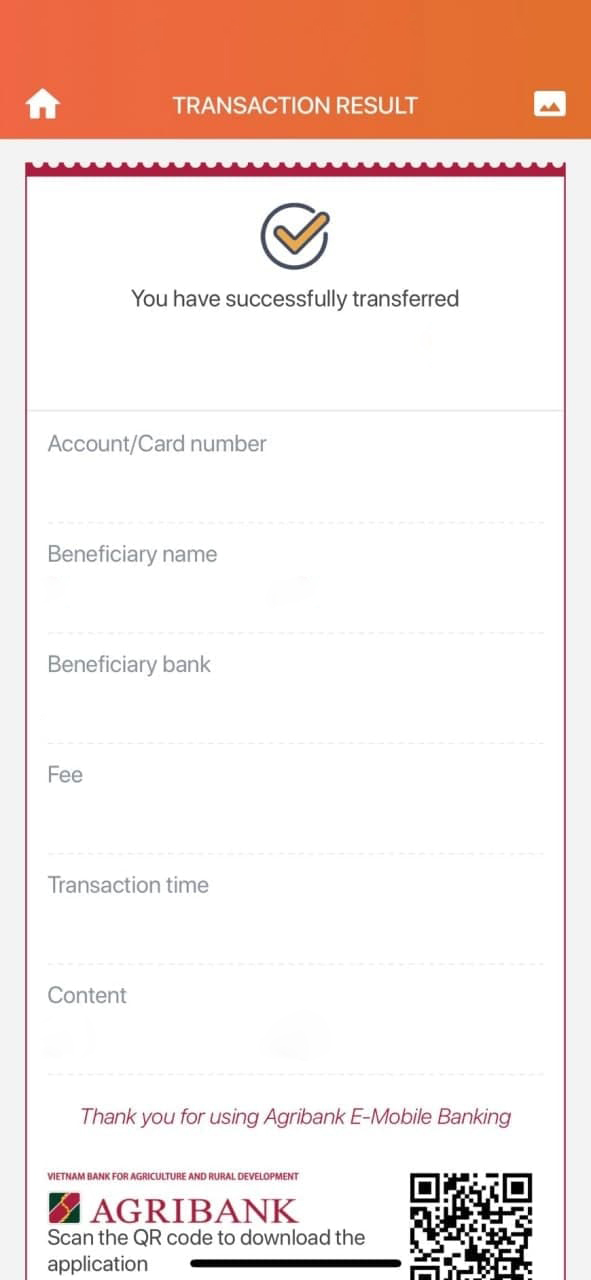 TRANSACTION RESULT
You have successfully transferred
Account/Card number
Beneficiary name
Beneficiary bank
Fee
Transaction time
Content
Thank you for using Agribank E-Mobile Banking
VIETNAM BANK FOR AGRICULTURE AND RURAL DEVELOPMENT
AGRIBANK
Scan the QR code to download the
application